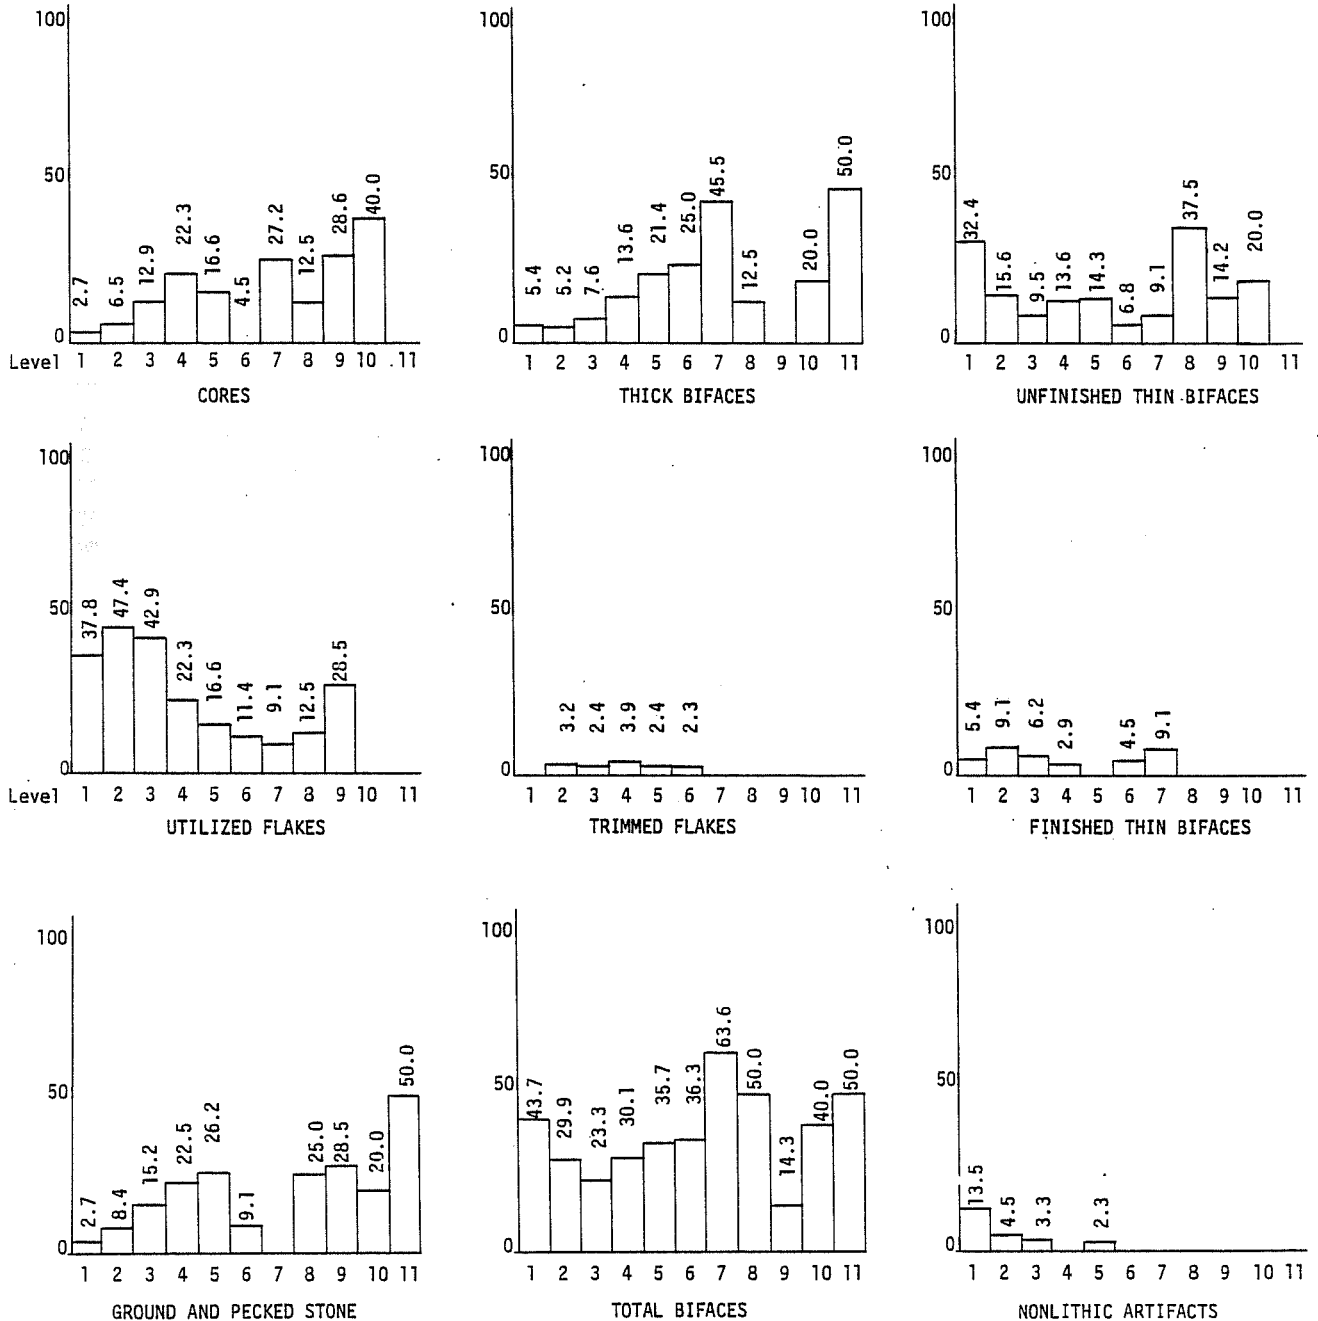 100
50
0
2.7 6.5 12.9 22.3 16.6 4.5 27.2 12.5 28.6 40.0
Level 1 2 3 4 5 6 7 8 9 10 11
CORES
100
50
0
5.4 5.2 7.6 13.6 21.4 25.0 45.5 12.5 20.0 50.0
1 2 3 4 5 6 7 8 9 10 11
THICK BIFACES
100
50
0
32.4 15.6 9.5 13.6 14.3 6.8 9.1 37.5 14.2 20.0
1 2 3 4 5 6 7 8 9 10 11
UNFINISHED THIN BIFACES
100
50
0
37.8 47.4 42.9 22.3 16.6 11.4 9.1 12.5 28.5
Level 1 2 3 4 5 6 7 8 9 10 11
UTILIZED FLAKES
100
50
0
3.2 2.4 3.9 2.4 2.3
1 2 3 4 5 6 7 8 9 10 11
TRIMMED FLAKES
100
50
0
5.4 9.1 6.2 2.9 4.5 9.1
1 2 3 4 5 6 7 8 9 10 11
FINISHED THIN BIFACES
100
50
0
2.7 8.4 15.2 22.5 26.2 9.1 25.0 28.5 20.0 50.0
1 2 3 4 5 6 7 8 9 10 11
GROUND AND PECKED STONE
100
50
0
43.7 29.9 23.3 30.1 35.7 36.3 63.6 50.0 14.3 40.0 50.0
1 2 3 4 5 6 7 8 9 10 11
TOTAL BIFACES
100
50
0
13.5 4.5 3.3 2.3
1 2 3 4 5 6 7 8 9 10 11
NONLITHIC ARTIFACTS